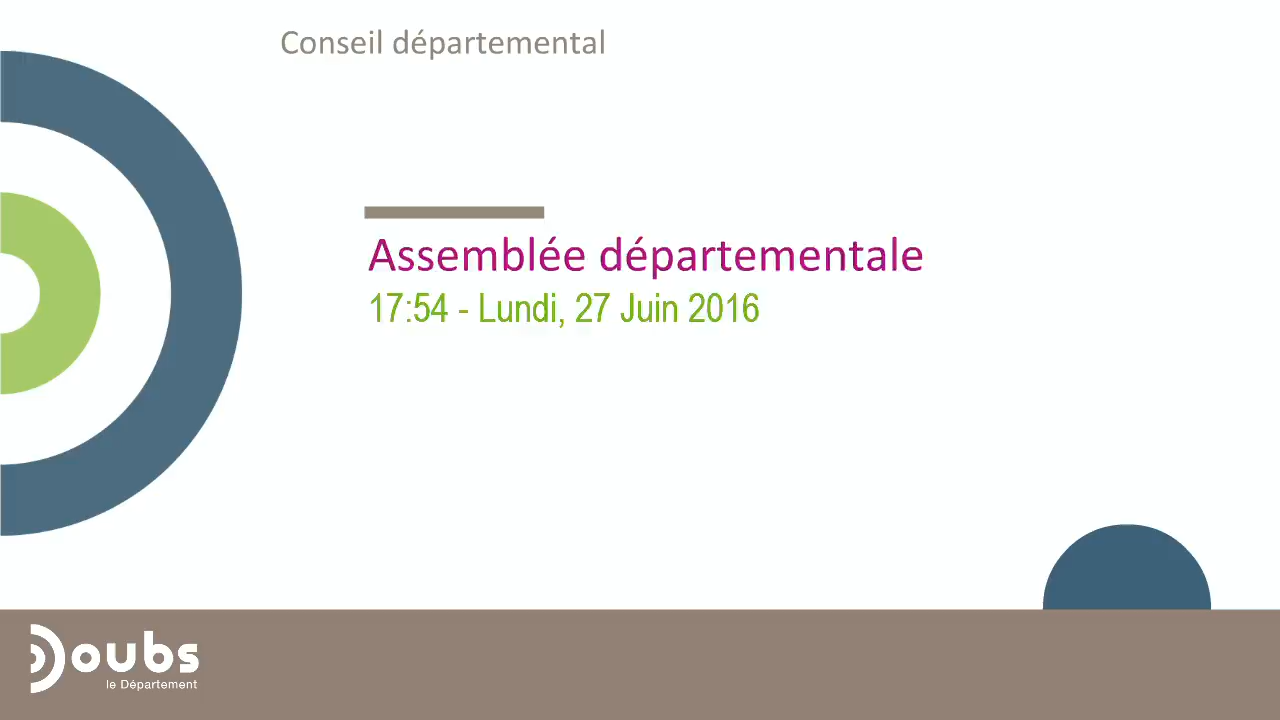 Conseil départemental
Assemblée départementale
17:54 - Lundi, 27 Juin 2016
Doubs
le Département